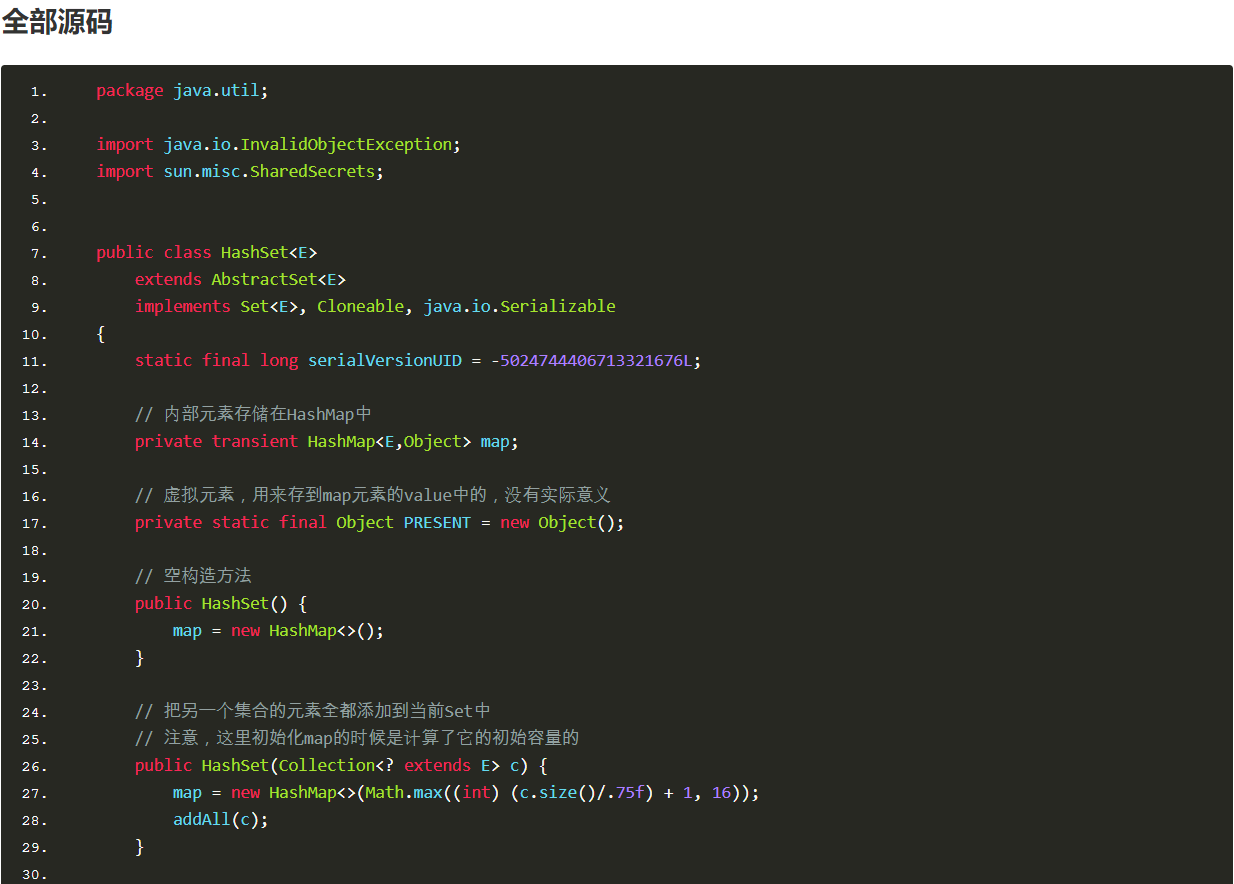 全部源码
1. package java.util;
2.
3. import java.io.InvalidObjectException;
4. import sun.misc.SharedSecrets;
5.
6.
7. public class HashSet<E>
8.     extends AbstractSet<E>
9.     implements Set<E>, Cloneable, java.io.Serializable
10. {
11.     static final long serialVersionUID = -5024744406713321676L;
12.
13.     // 内部元素存储在HashMap中
14.     private transient HashMap<E,Object> map;
15.
16.     // 虚拟元素，用来存到map元素的value中的，没有实际意义
17.     private static final Object PRESENT = new Object();
18.
19.     // 空构造方法
20.     public HashSet() {
21.         map = new HashMap<>();
22.     }
23.
24.     // 把另一个集合的元素全都添加到当前Set中
25.     // 注意，这里初始化map的时候是计算了它的初始容量的
26.     public HashSet(Collection<? extends E> c) {
27.         map = new HashMap<>(Math.max((int) (c.size()/.75f) + 1, 16));
28.         addAll(c);
29.     }
30.